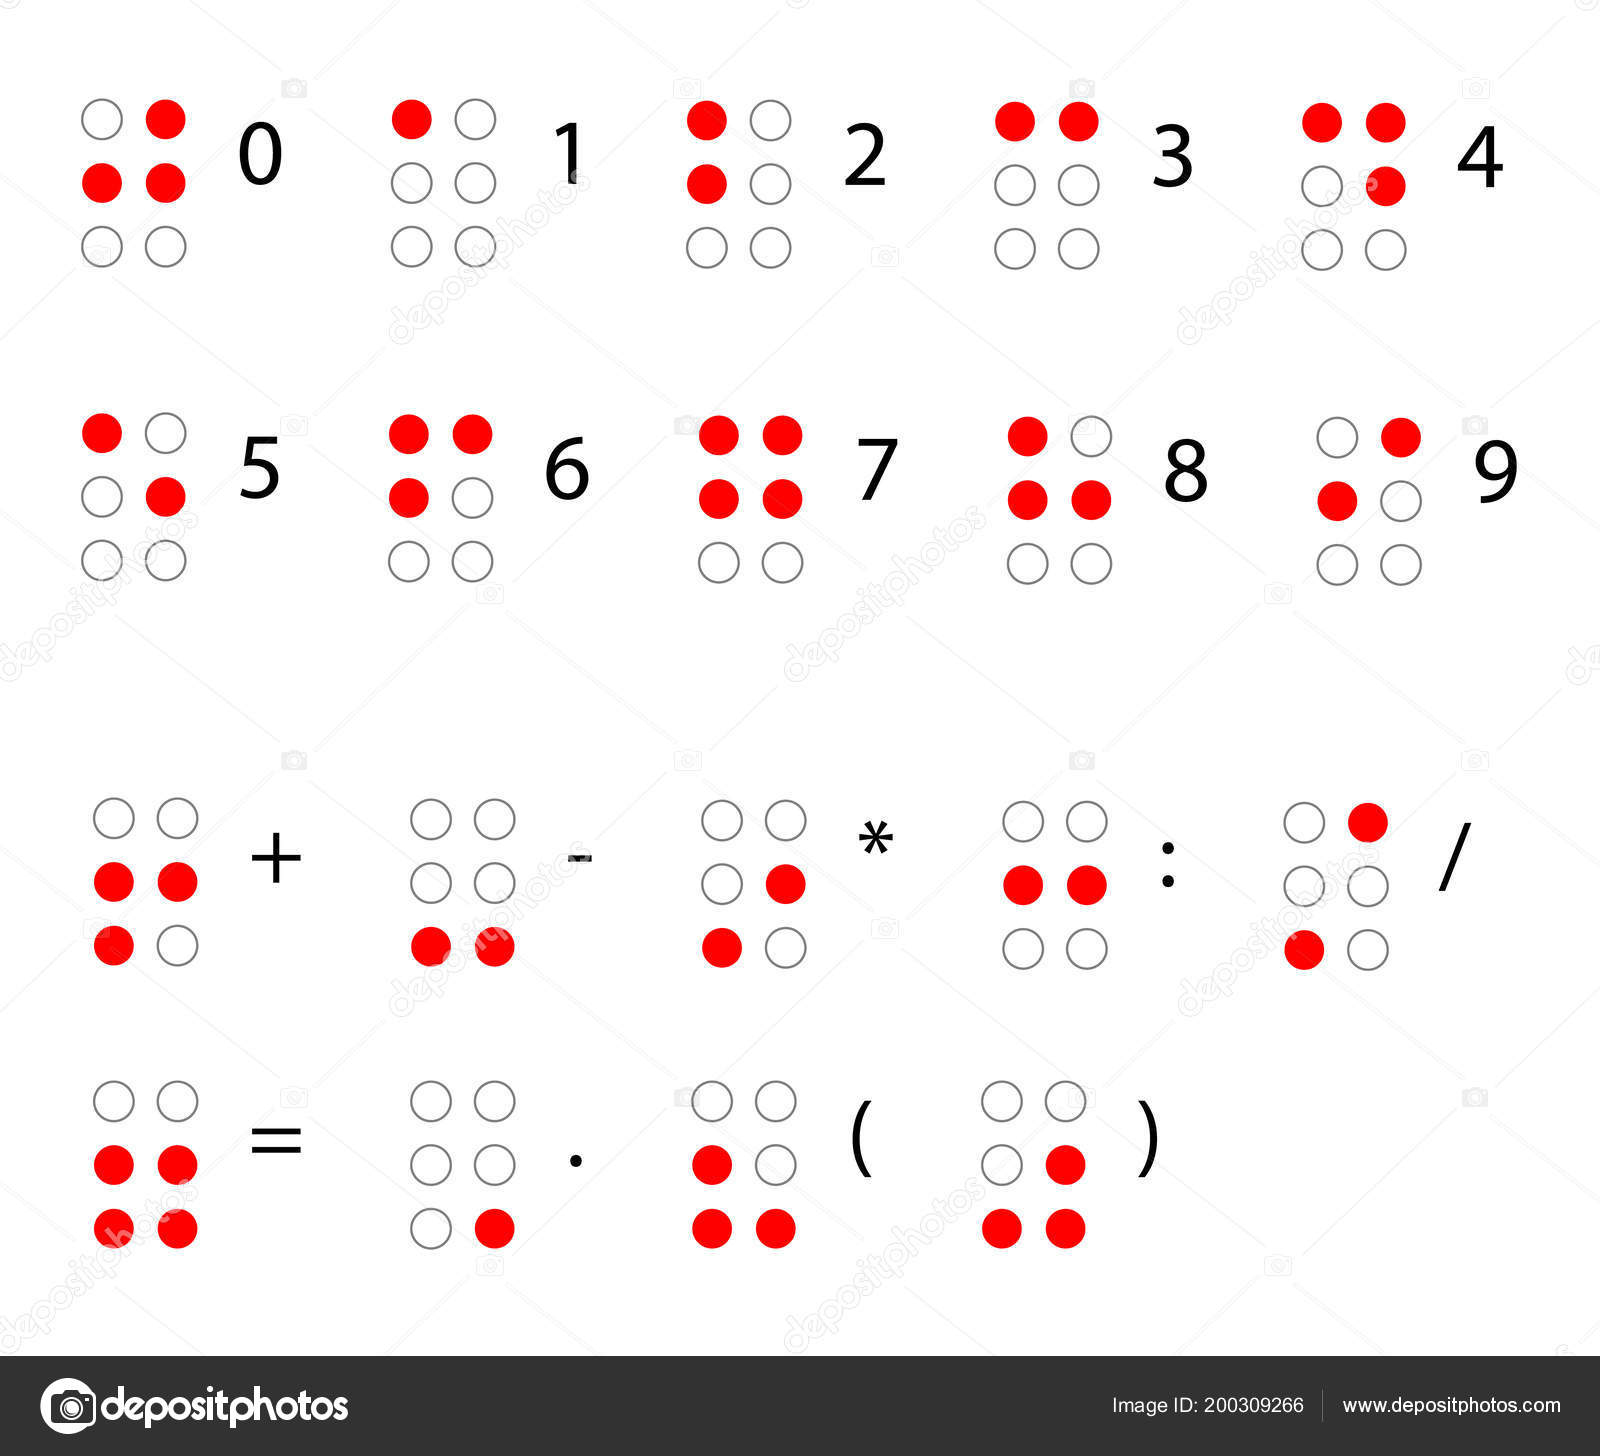 0 1 2 3 4
5 6 7 8 9
+ - * : /
= . ( )
depositphotos
Image ID: 200309266 www.depositphotos.com